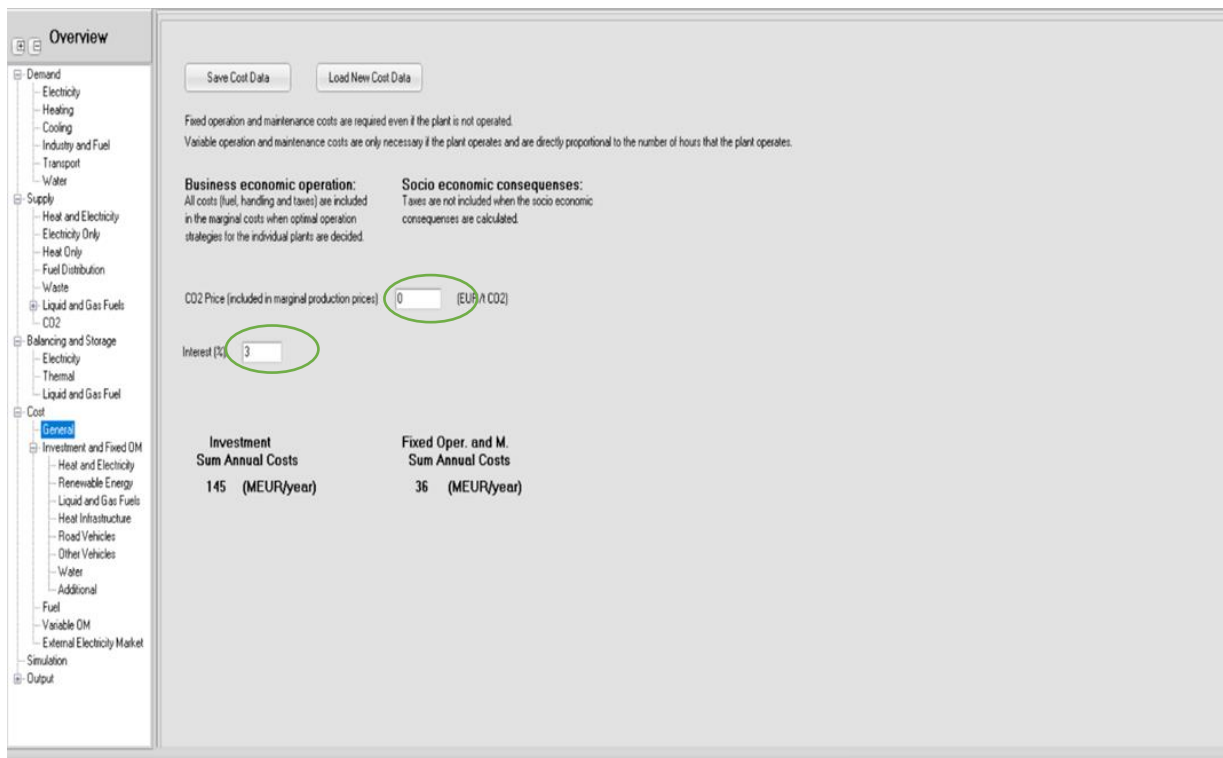 Overview
Demand
Electricity
Heating
Cooling
Industry and Fuel
Transport
Water
Supply
Heat and Electricity
Electricity Only
Heat Only
Fuel Distribution
Waste
Liquid and Gas Fuels
CO2
Balancing and Storage
Electricity
Thermal
Liquid and Gas Fuel
Cost
General
Investment and Fixed OM
Heat and Electricity
Renewable Energy
Liquid and Gas Fuels
Heat Infrastructure
Road Vehicles
Other Vehicles
Water
Additional
Fuel
Variable OM
External Electricity Market
Simulation
Output
Save Cost Data Load New Cost Data
Fixed operation and maintenance costs are required even if the plant is not operated.
Variable operation and maintenance costs are only necessary if the plant operates and are directly proportional to the number of hours that the plant operates.
Business economic operation:
All costs (fuel, handling and taxes) are included
in the marginal costs when optimal operation
strategies for the individual plants are decided.
Socio economic consequenses:
Taxes are not included when the socio economic
consequenses are calculated.
CO2 Price (included in marginal production prices) 0 (EUR/t CO2)
Interest (%) 3
Investment
Sum Annual Costs
145 (MEUR/year)
Fixed Oper. and M.
Sum Annual Costs
36 (MEUR/year)